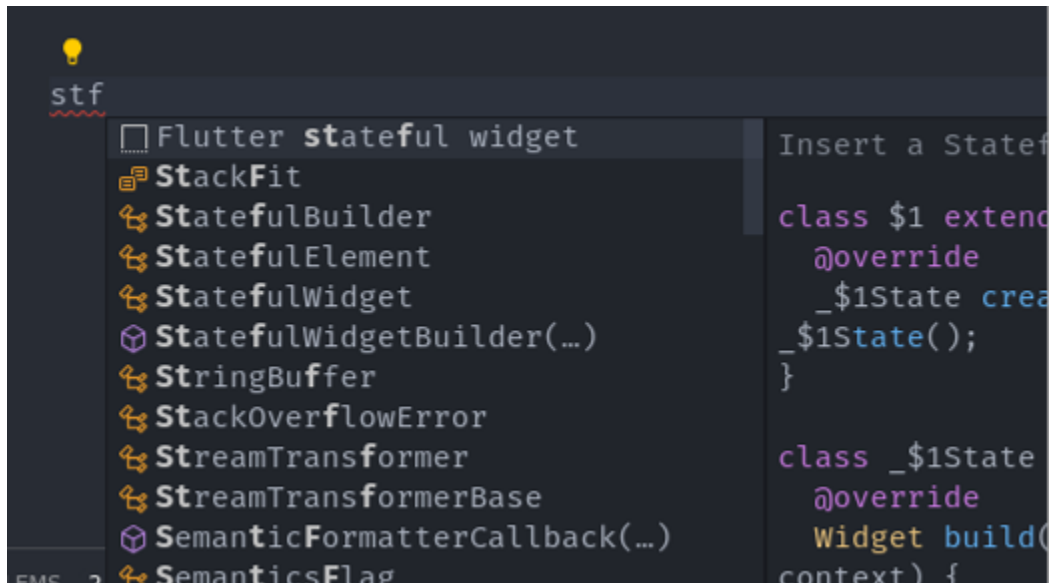 stf
Flutter stateful widget
StackFit
StatefulBuilder
StatefulElement
StatefulWidget
StatefulWidgetBuilder(…)
StringBuffer
StackOverflowError
StreamTransformer
StreamTransformerBase
SemanticFormatterCallback(…)
SemanticsFlag
Insert a Statef
class $1 extend
@override
_$1State crea
_$1State();
}
class _$1State
@override
Widget build(
context) {